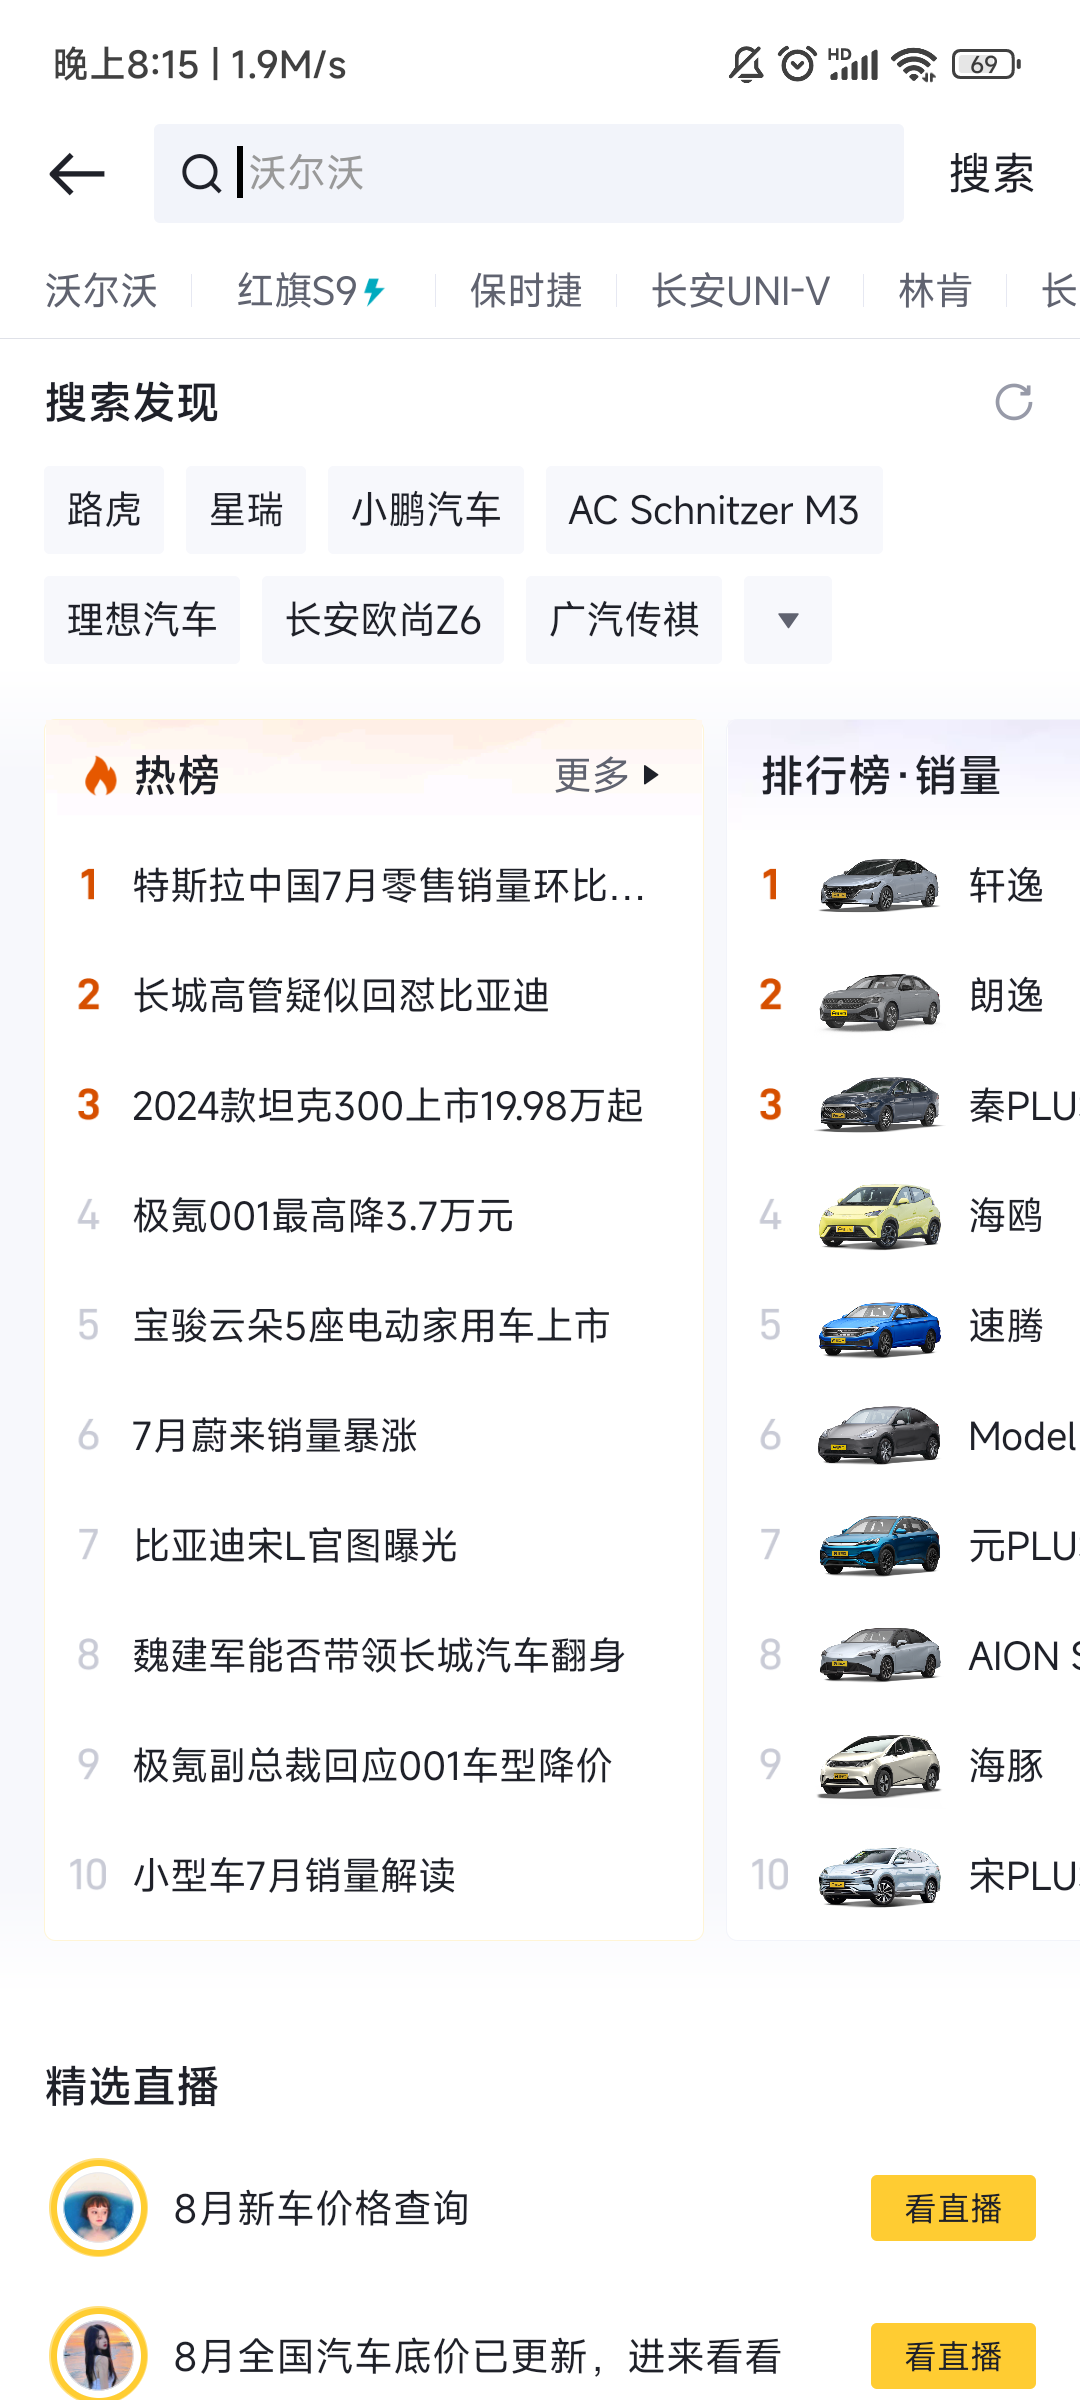 晚上8:15 | 1.9M/s
HD
69
沃尔沃
搜索
沃尔沃
红旗S9
保时捷
长安UNI-V
林肯
长
搜索发现
路虎
星瑞
小鹏汽车
AC Schnitzer M3
理想汽车
长安欧尚Z6
广汽传祺
热榜
更多
1 特斯拉中国7月零售销量环比...
2 长城高管疑似回怼比亚迪
3 2024款坦克300上市19.98万起
4 极氪001最高降3.7万元
5 宝骏云朵5座电动家用车上市
6 7月蔚来销量暴涨
7 比亚迪宋L官图曝光
8 魏建军能否带领长城汽车翻身
9 极氪副总裁回应001车型降价
10 小型车7月销量解读
排行榜·销量
1 轩逸
2 朗逸
3 秦PLUS
4 海鸥
5 速腾
6 Model
7 元PLUS
8 AION S
9 海豚
10 宋PLUS
精选直播
8月新车价格查询
看直播
8月全国汽车底价已更新，进来看看
看直播